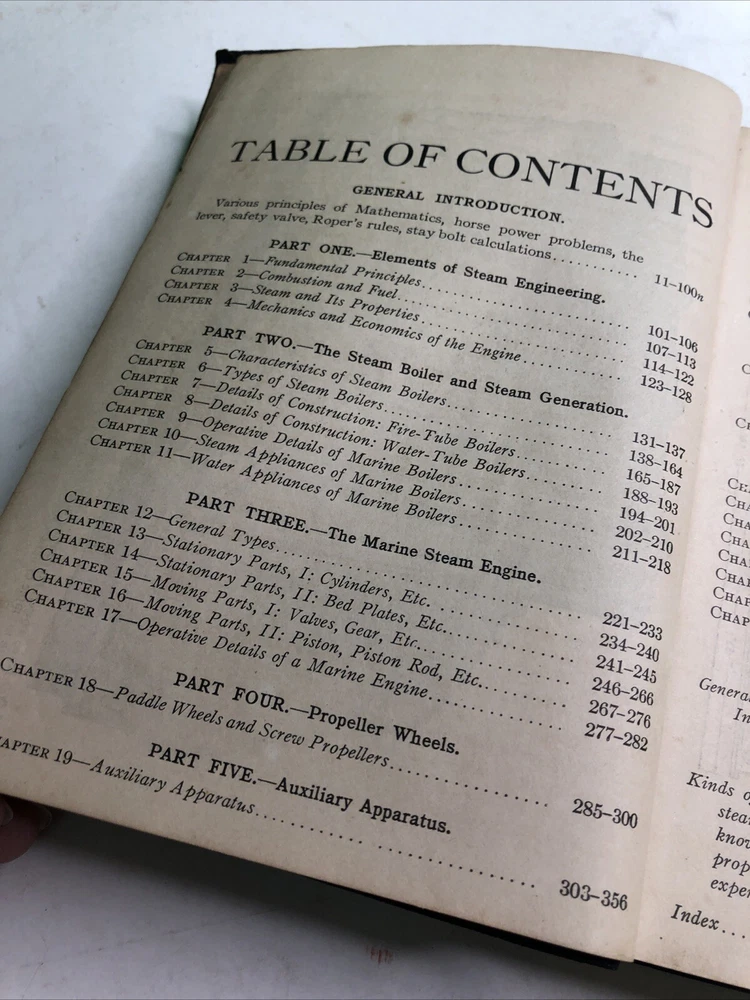 TABLE OF CONTENTS
GENERAL INTRODUCTION.
Various principles of Mathematics, horse power problems, the
lever, safety valve, Roper's rules, stay bolt calculations........... 11–100n
PART ONE.—Elements of Steam Engineering.
CHAPTER 1—Fundamental Principles.............................. 101–106
CHAPTER 2—Combustion and Fuel.............................. 107–113
CHAPTER 3—Steam and Its Properties.............................. 114–122
CHAPTER 4—Mechanics and Economics of the Engine.............. 123–128
PART TWO.—The Steam Boiler and Steam Generation.
CHAPTER 5—Characteristics of Steam Boilers.................... 131–137
CHAPTER 6—Types of Steam Boilers.............................. 138–164
CHAPTER 7—Details of Construction: Fire-Tube Boilers............ 165–187
CHAPTER 8—Details of Construction: Water-Tube Boilers.......... 188–193
CHAPTER 9—Operative Details of Marine Boilers.................. 194–201
CHAPTER 10—Steam Appliances of Marine Boilers................. 202–210
CHAPTER 11—Water Appliances of Marine Boilers................. 211–218
PART THREE.—The Marine Steam Engine.
CHAPTER 12—General Types.............................. 221–233
CHAPTER 13—Stationary Parts, I: Cylinders, Etc................. 234–240
CHAPTER 14—Stationary Parts, II: Bed Plates, Etc............... 241–245
CHAPTER 15—Moving Parts, I: Valves, Gear, Etc.................. 246–266
CHAPTER 16—Moving Parts, II: Piston, Piston Rod, Etc........... 267–276
CHAPTER 17—Operative Details of a Marine Engine................ 277–282
PART FOUR.—Propeller Wheels.
CHAPTER 18—Paddle Wheels and Screw Propellers.................. 285–300
PART FIVE.—Auxiliary Apparatus.
APTER 19—Auxiliary Apparatus.............................. 303–356
General
In
Kinds o
stea
know
prop
exper
Index....